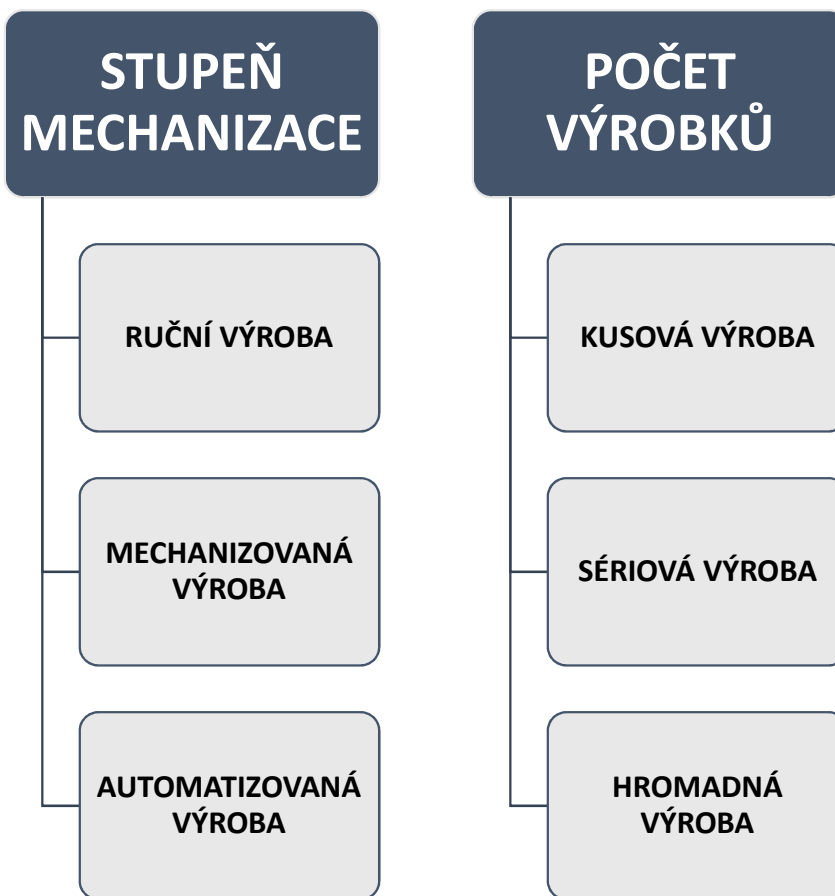 STUPEŇ
MECHANIZACE
RUČNÍ VÝROBA
MECHANIZOVANÁ
VÝROBA
AUTOMATIZOVANÁ
VÝROBA
POČET
VÝROBKŮ
KUSOVÁ VÝROBA
SÉRIOVÁ VÝROBA
HROMADNÁ
VÝROBA